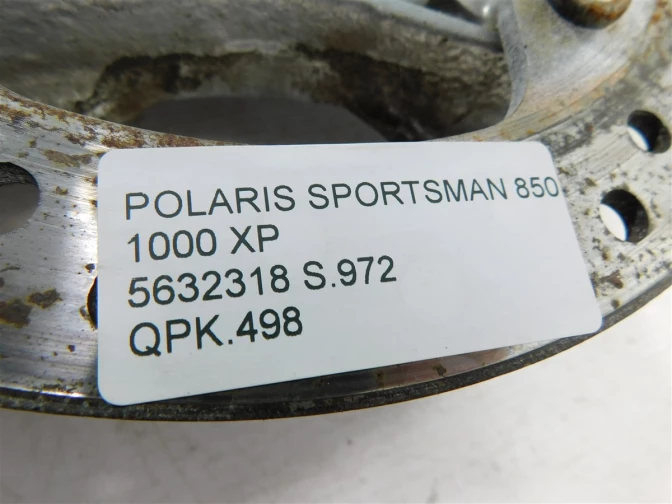 POLARIS SPORTSMAN 850
1000 XP
5632318 S.972
QPK.498